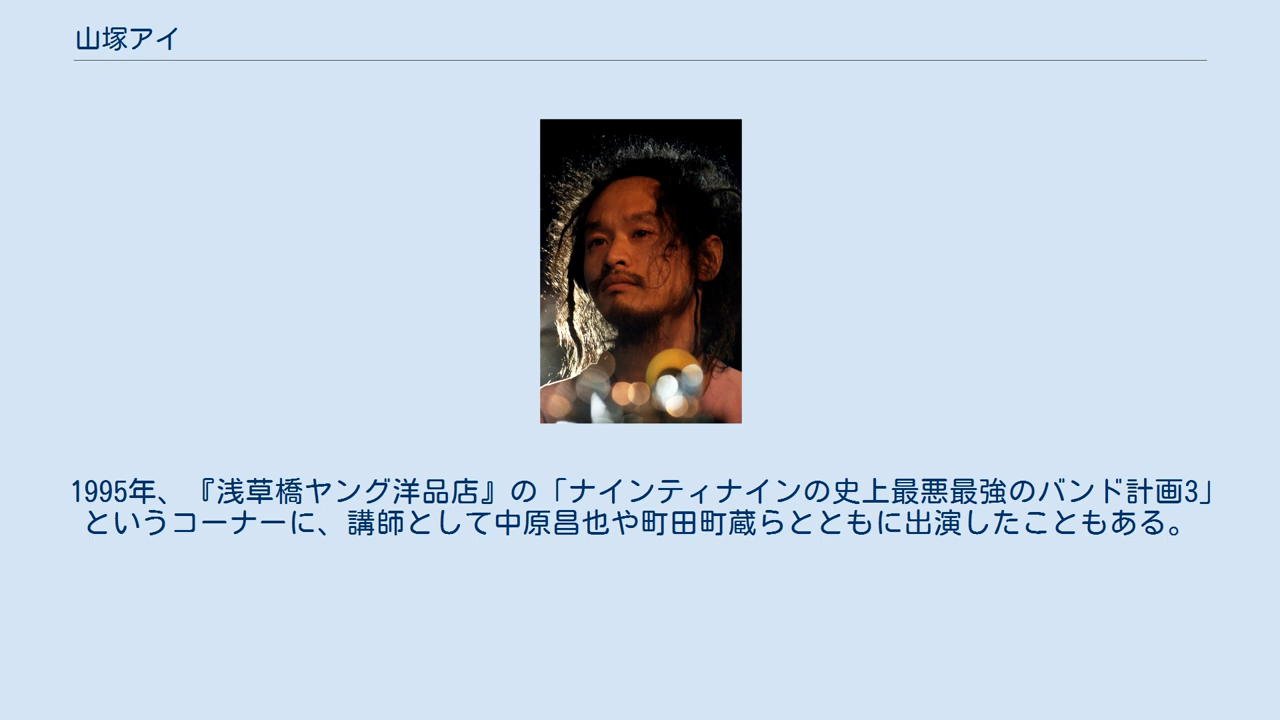 山塚アイ
1995年、『浅草橋ヤング洋品店』の「ナインティナインの史上最悪最強のバンド計画3」
というコーナーに、講師として中原昌也や町田町蔵らとともに出演したこともある。